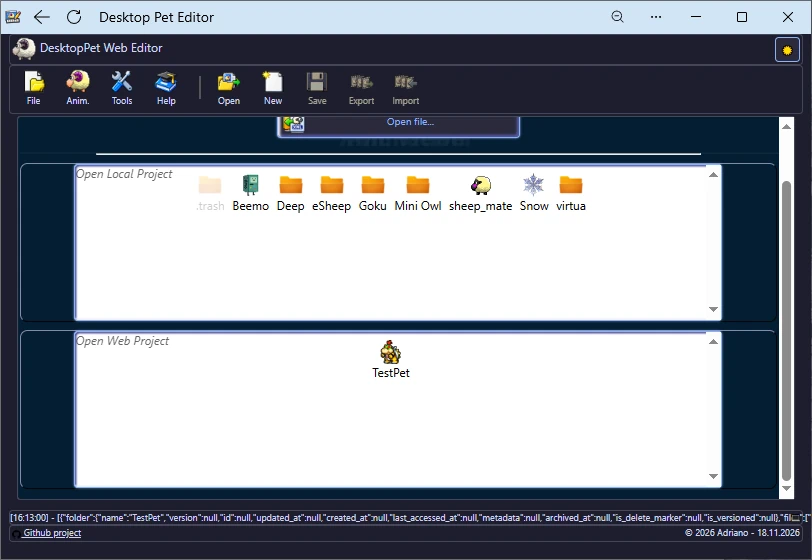 Desktop Pet Editor
DesktopPet Web Editor
File Anim. Tools Help Open New Save Export Import
Open file...
Open Local Project
.trash Beemo Deep eSheep Goku Mini Owl sheep_mate Snow virtua
Open Web Project
TestPet
[16:13:00] - [{"folder":{"name":"TestPet","version":null,"id":null,"updated_at":null,"created_at":null,"last_accessed_at":null,"metadata":null,"archived_at":null,"is_delete_marker":null,"is_versioned":null},"fil
Github project © 2026 Adriano - 18.11.2026